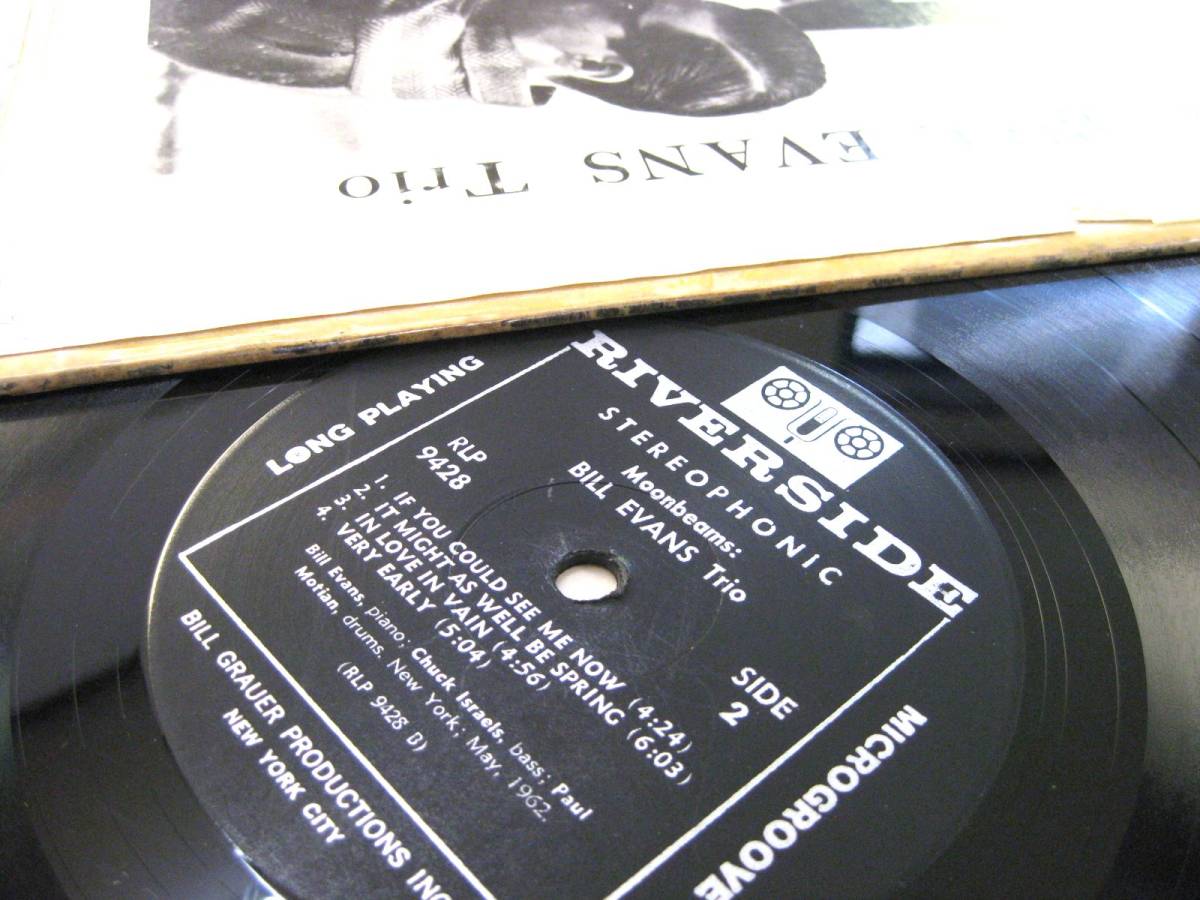 EVANS Trio
RIVERSIDE
STEREOPHONIC
Moonbeams:
BILL EVANS Trio
LONG PLAYING
RLP
9428
SIDE
2
1. IF YOU COULD SEE ME NOW (4:24)
2. IT MIGHT AS WELL BE SPRING (6:03)
3. IN LOVE IN VAIN (4:56)
4. VERY EARLY (5:04)
Bill Evans, piano; Chuck Israels, bass; Paul
Motian, drums. New York; May, 1962.
(RLP 9428 B)
MICROGROOVE
BILL GRAUER PRODUCTIONS INC
NEW YORK CITY